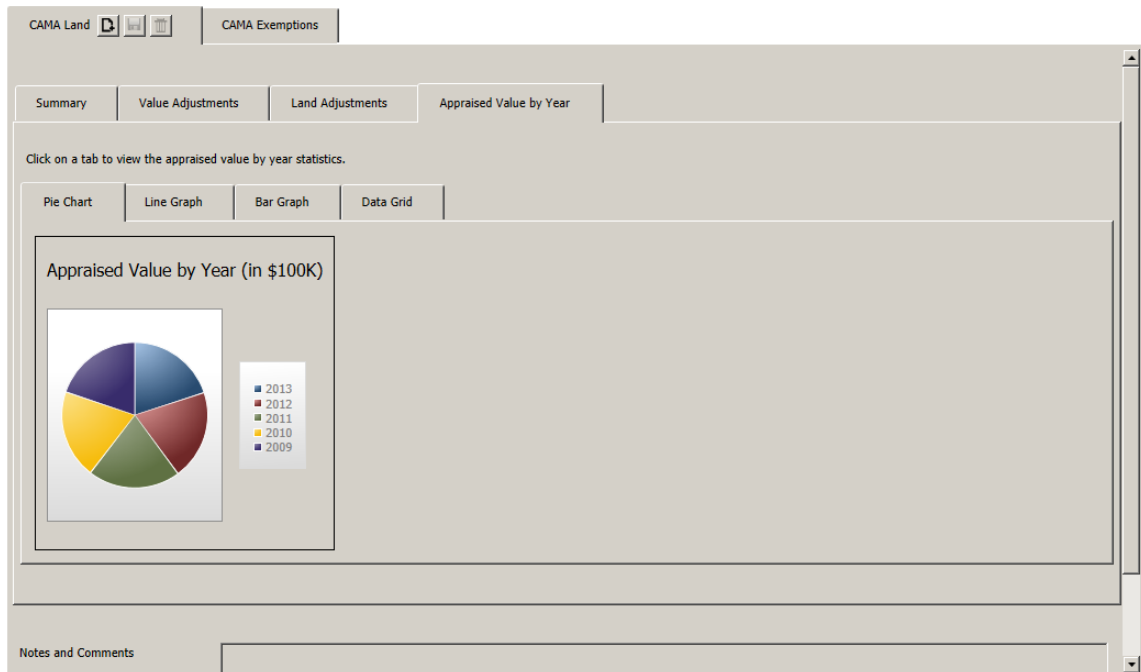 CAMA Land
CAMA Exemptions
Summary
Value Adjustments
Land Adjustments
Appraised Value by Year
Click on a tab to view the appraised value by year statistics.
Pie Chart
Line Graph
Bar Graph
Data Grid
Appraised Value by Year (in $100K)
2013
2012
2011
2010
2009
Notes and Comments